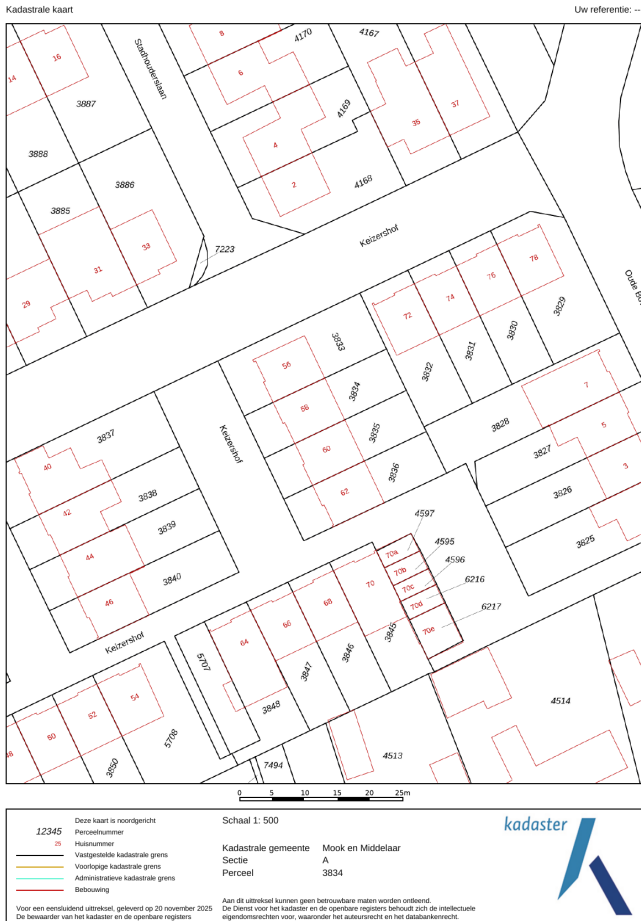 Kadastrale kaart
Uw referentie: --
8
4170
4167
16
Stadhouderslaan
6
14
3887
4169
37
35
4
3888
3886
2
4168
3885
33
Keizershof
7223
31
78
76
29
74
3829
72
3833
3830
3831
56
3832
7
3834
58
Keizershof
3828
5
3837
3835
60
3827
40
3
3836
62
3826
3838
42
4597
3839
3825
4595
44
70a
4596
70b
3840
70
70c
6216
46
68
70d
6217
66
70e
Keizershof
64
3845
3846
5707
3847
54
3848
4514
52
50
5708
48
3850
7494
4513
0 5 10 15 20 25m
Deze kaart is noordgericht
12345 Perceelnummer
25 Huisnummer
Vastgestelde kadastrale grens
Voorlopige kadastrale grens
Administratieve kadastrale grens
Bebouwing
Voor een eensluidend uittreksel, geleverd op 20 november 2025
De bewaarder van het kadaster en de openbare registers
Schaal 1: 500
Kadastrale gemeente Mook en Middelaar
Sectie A
Perceel 3834
Aan dit uittreksel kunnen geen betrouwbare maten worden ontleend.
De Dienst voor het kadaster en de openbare registers behoudt zich de intellectuele
eigendomsrechten voor, waaronder het auteursrecht en het databankenrecht.
kadaster